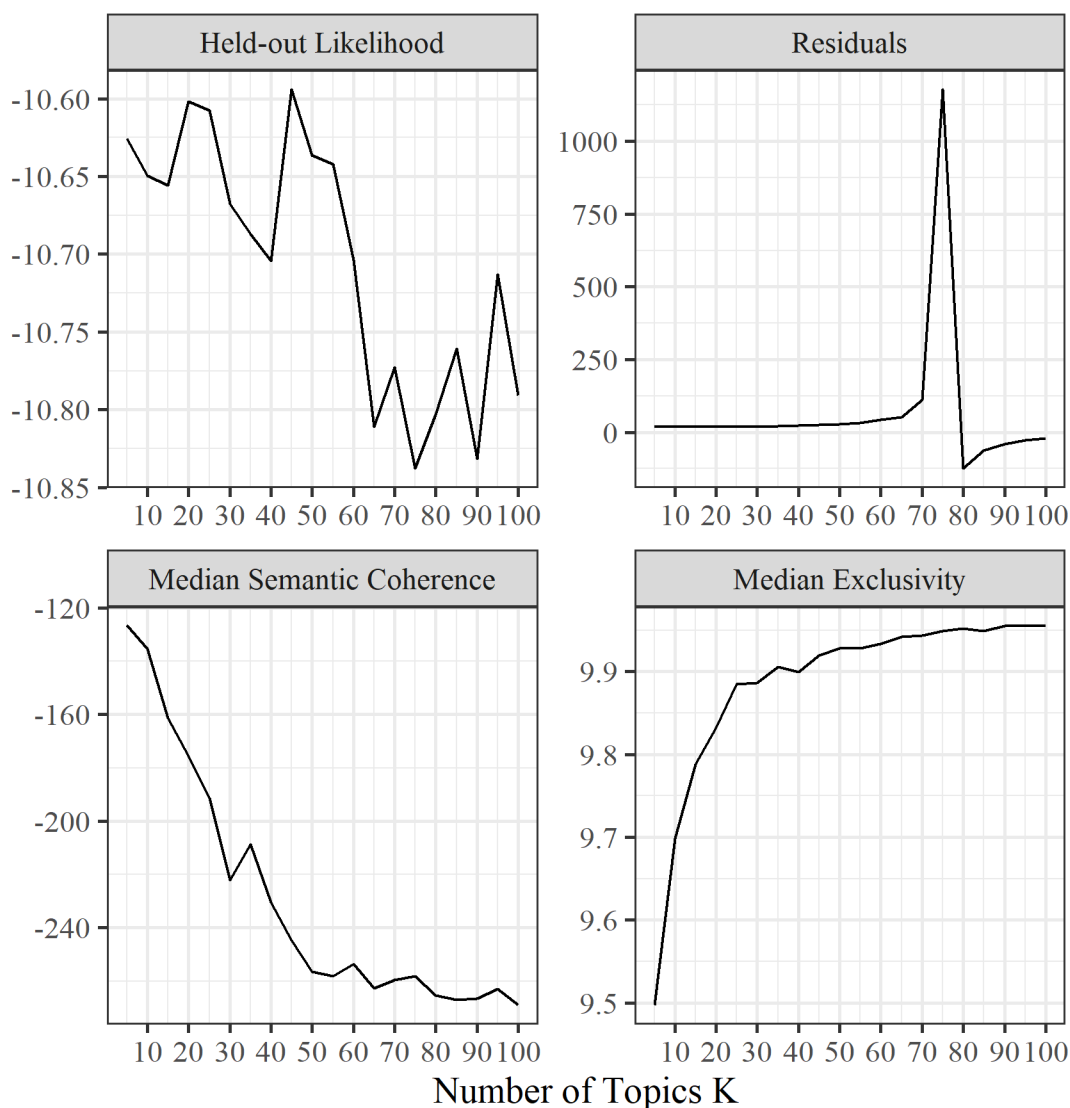 Held-out Likelihood
-10.60
-10.65
-10.70
-10.75
-10.80
-10.85
10 20 30 40 50 60 70 80 90 100
Residuals
1000
750
500
250
0
10 20 30 40 50 60 70 80 90 100
Median Semantic Coherence
-120
-160
-200
-240
10 20 30 40 50 60 70 80 90 100
Median Exclusivity
9.9
9.8
9.7
9.6
9.5
10 20 30 40 50 60 70 80 90 100
Number of Topics K